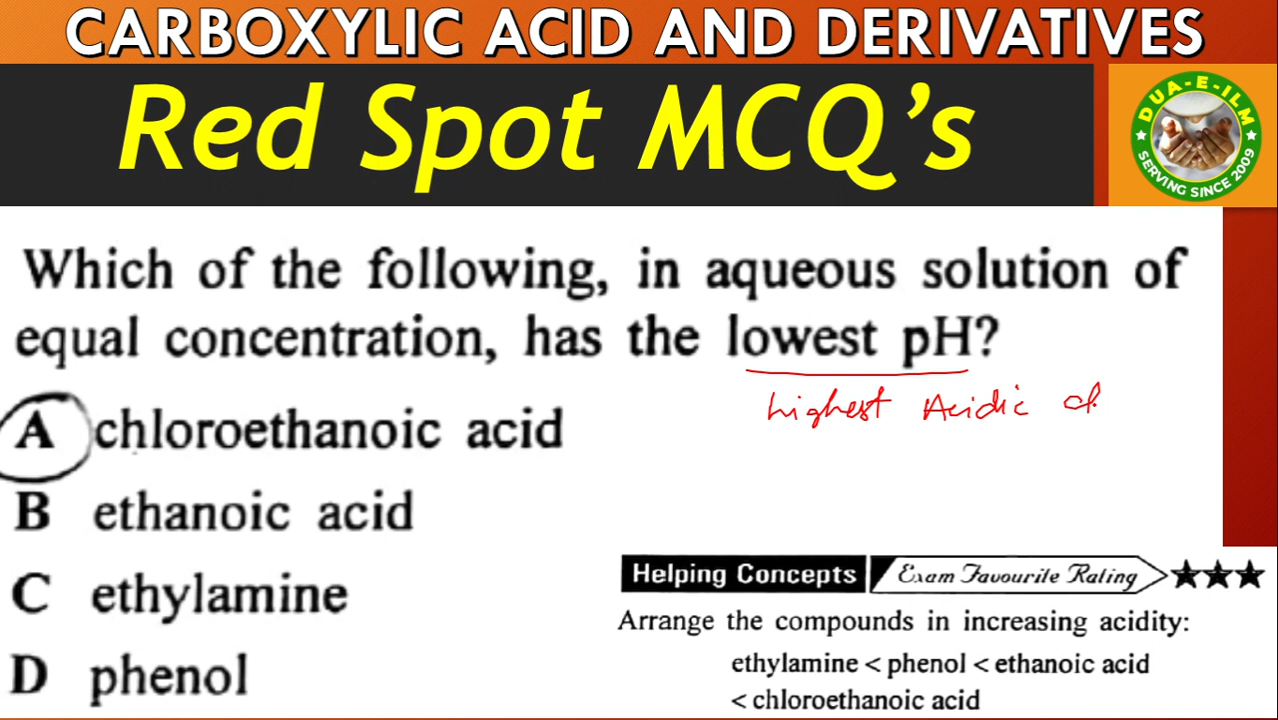 CARBOXYLIC ACID AND DERIVATIVES
Red Spot MCQ's
DUA-E-ILM
SERVING SINCE 2009
Which of the following, in aqueous solution of
equal concentration, has the lowest pH?
highest Acidic
A chloroethanoic acid
B ethanoic acid
C ethylamine
D phenol
Helping Concepts Exam Favourite Rating
Arrange the compounds in increasing acidity:
ethylamine < phenol < ethanoic acid
< chloroethanoic acid